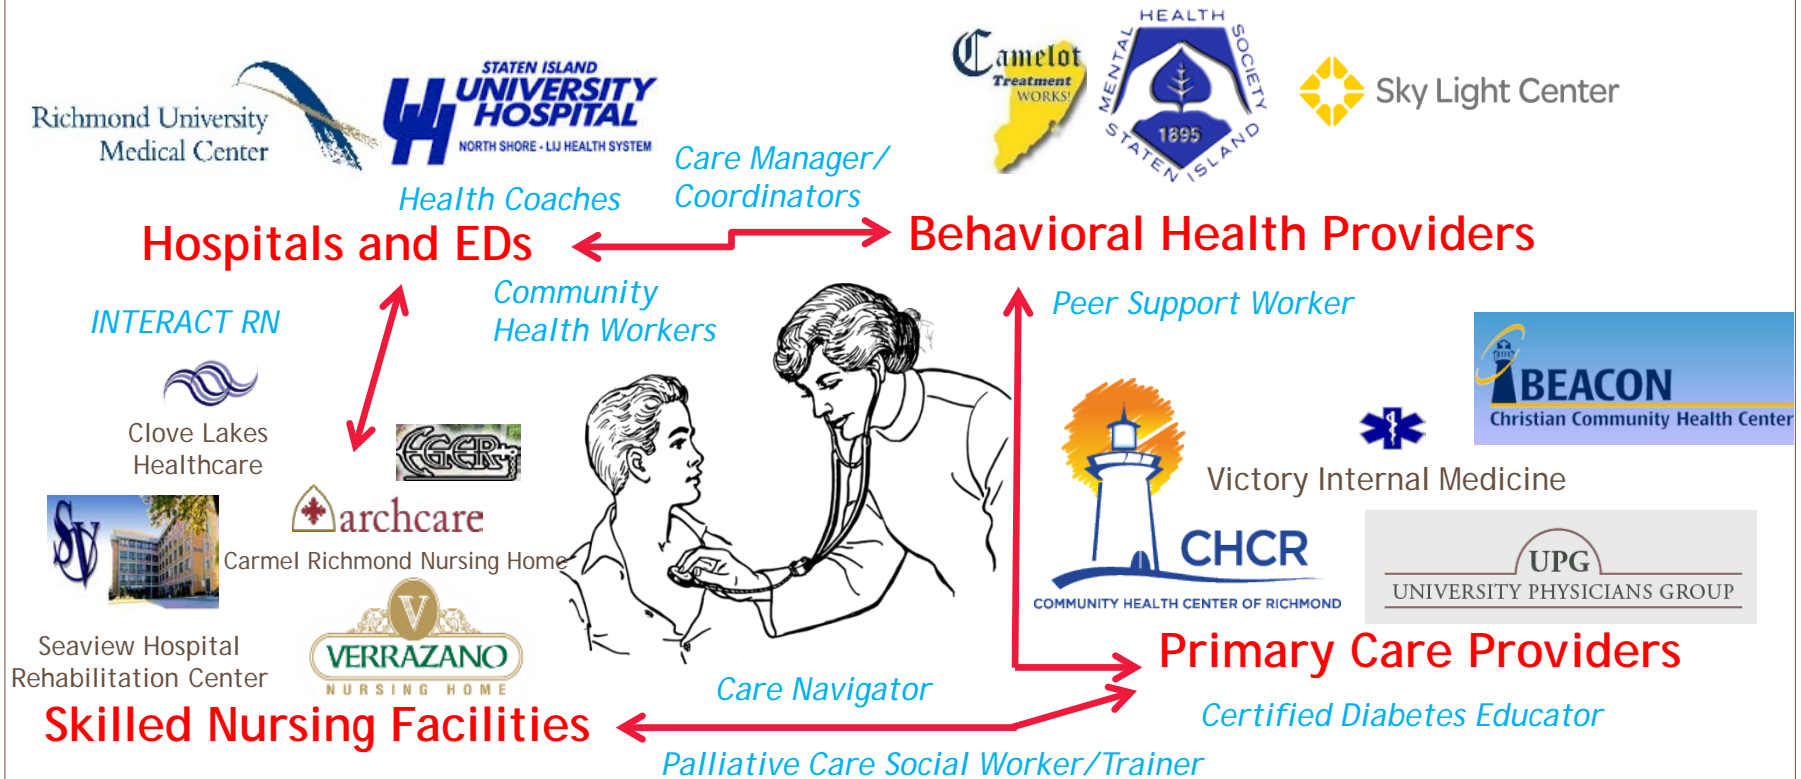 Richmond University
Medical Center
STATEN ISLAND
UNIVERSITY
HOSPITAL
NORTH SHORE - LIJ HEALTH SYSTEM
Camelot
Treatment
WORKS!
MENTAL HEALTH SOCIETY
1895
STATEN ISLAND
Sky Light Center
Care Manager/
Coordinators
Health Coaches
Hospitals and EDs
Behavioral Health Providers
Community
Health Workers
Peer Support Worker
INTERACT RN
Clove Lakes
Healthcare
EGER
archcare
Carmel Richmond Nursing Home
SV
Seaview Hospital
Rehabilitation Center
V
VERRAZANO
NURSING HOME
Skilled Nursing Facilities
BEACON
Christian Community Health Center
Victory Internal Medicine
CHCR
COMMUNITY HEALTH CENTER OF RICHMOND
UPG
UNIVERSITY PHYSICIANS GROUP
Primary Care Providers
Care Navigator
Certified Diabetes Educator
Palliative Care Social Worker/Trainer